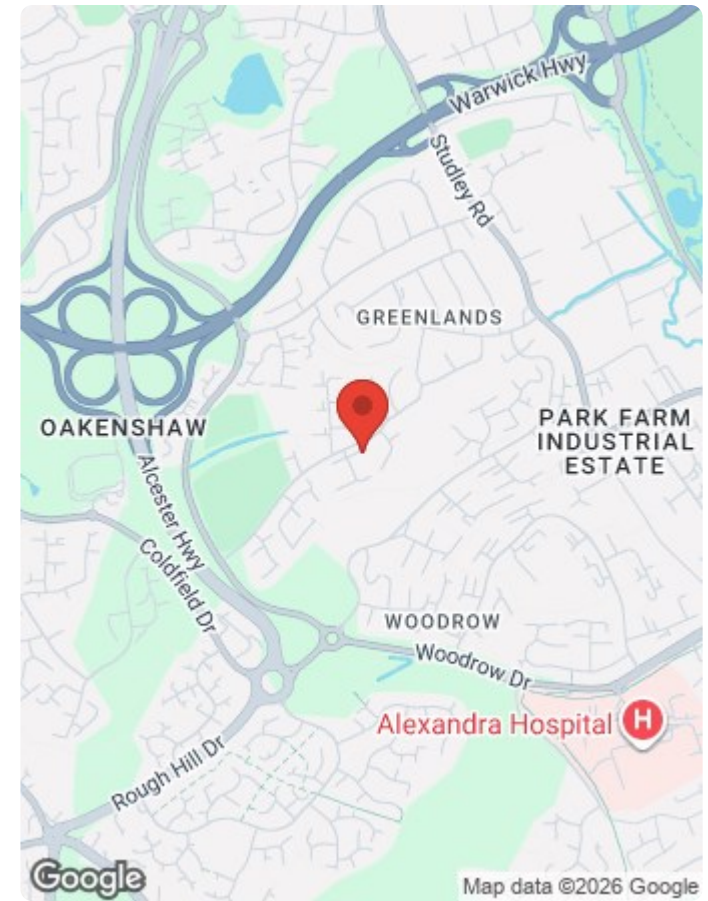 Warwick Hwy
Studley Rd
GREENLANDS
OAKENSHAW
PARK FARM
INDUSTRIAL
ESTATE
Alcester Hwy
Coldfield Dr
WOODROW
Woodrow Dr
Alexandra Hospital
H
Rough Hill Dr
Google
Map data ©2026 Google